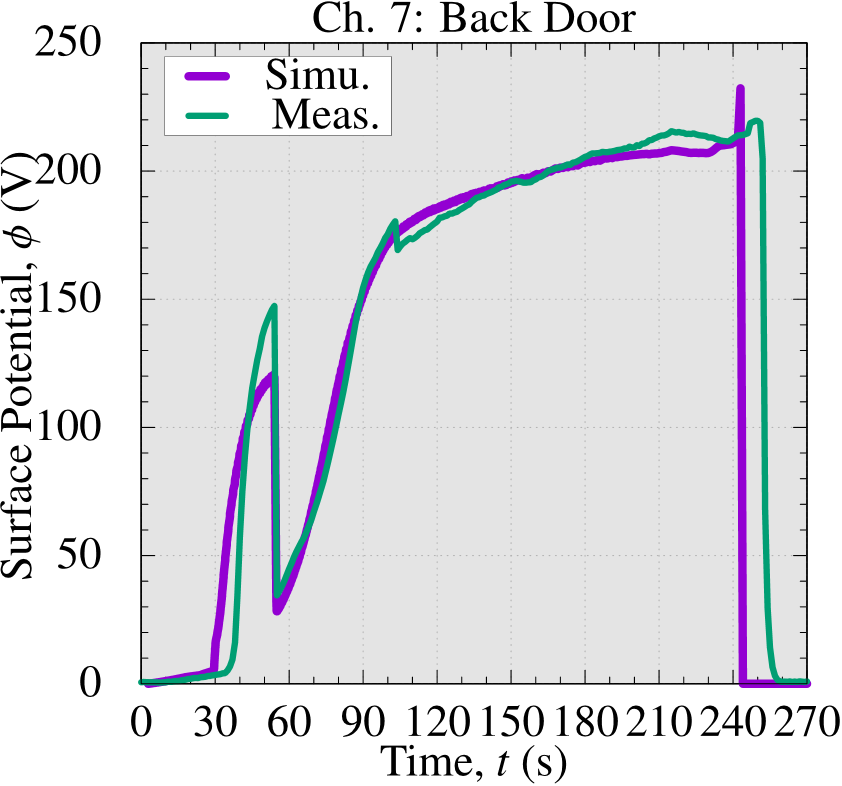 Ch. 7: Back Door
Simu.
Meas.
250
200
150
100
50
0
Surface Potential, ϕ (V)
0 30 60 90 120 150 180 210 240 270
Time, t (s)